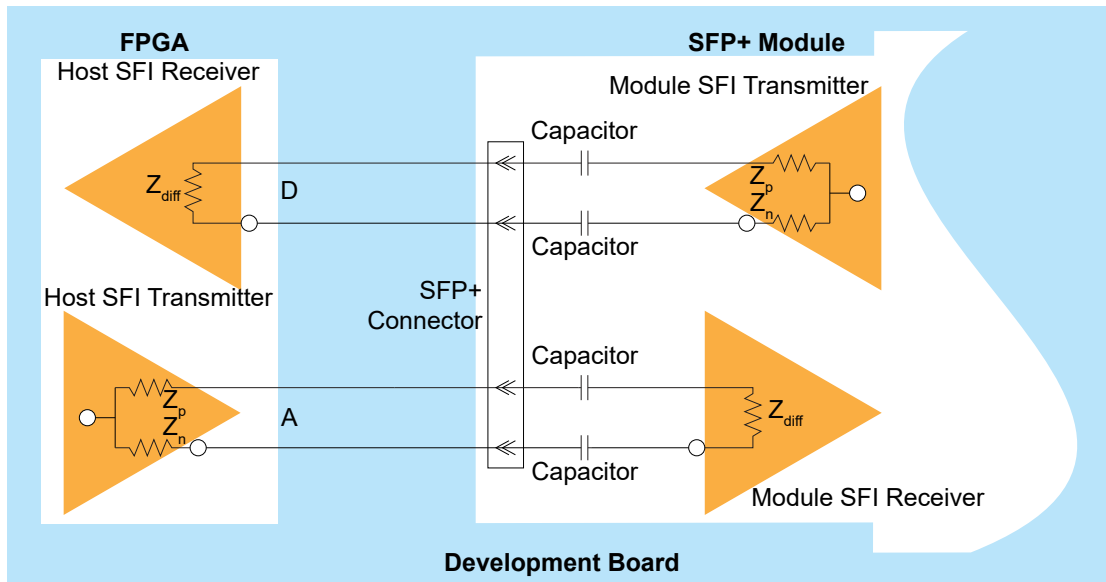 FPGA
SFP+ Module
Host SFI Receiver
Module SFI Transmitter
Capacitor
Zdiff
D
Zp
Zn
Capacitor
Host SFI Transmitter
SFP+
Connector
Capacitor
Zp
Zn
A
Zdiff
Capacitor
Module SFI Receiver
Development Board